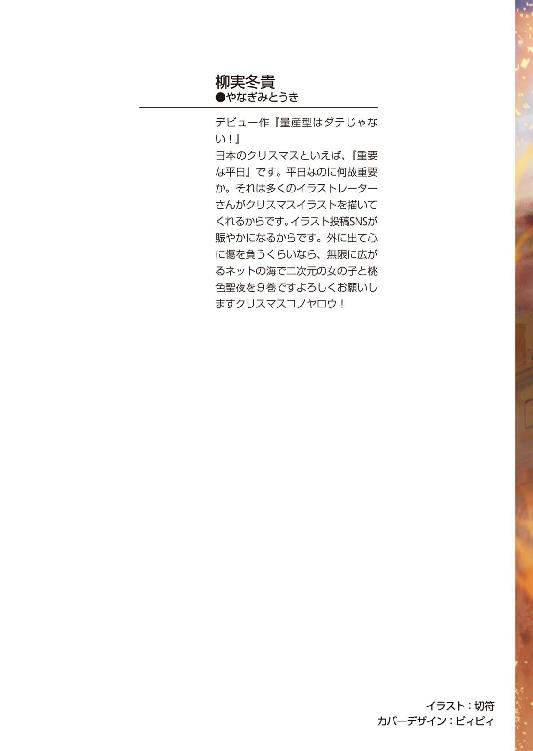 柳実冬貴
●やなぎみとうき
デビュー作『量産型はダテじゃな
い！』
日本のクリスマスといえば、『重要
な平日』です。平日なのに何故重要
か。それは多くのイラストレーター
さんがクリスマスイラストを描いて
くれるからです。イラスト投稿SNSが
賑やかになるからです。外に出て心
に傷を負うくらいなら、無限に広が
るネットの海で二次元の女の子と桃
色聖夜を９巻ですよろしくお願いし
ますクリスマスコノヤロウ！
イラスト：切符
カバーデザイン：ビィピィ